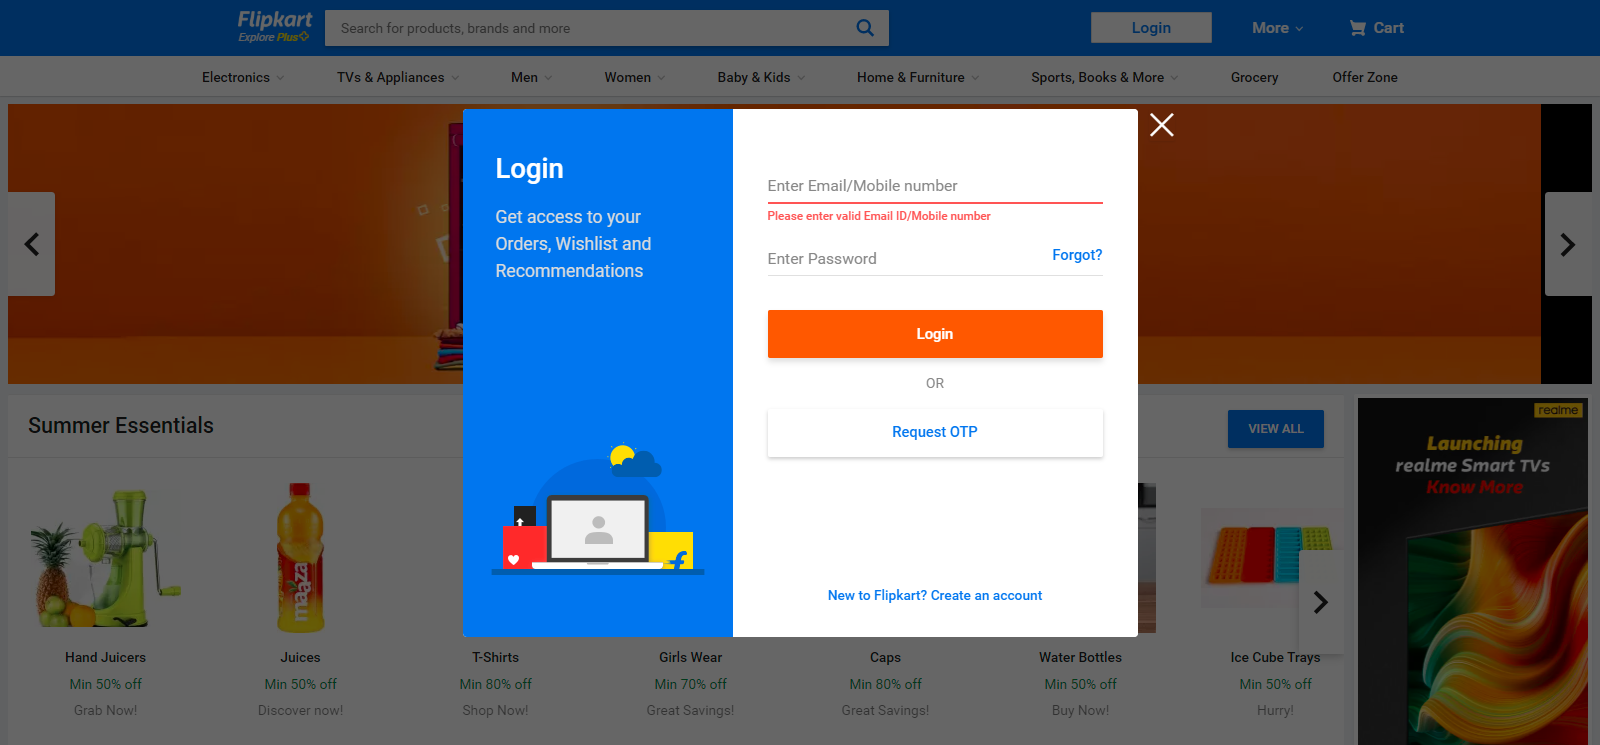 Flipkart
Explore Plus
Search for products, brands and more
Login
More
Cart
Electronics
TVs & Appliances
Men
Women
Baby & Kids
Home & Furniture
Sports, Books & More
Grocery
Offer Zone
Login
Get access to your
Orders, Wishlist and
Recommendations
Enter Email/Mobile number
Please enter valid Email ID/Mobile number
Enter Password
Forgot?
Login
OR
Request OTP
New to Flipkart? Create an account
Summer Essentials
VIEW ALL
maaza
Hand Juicers
Min 50% off
Grab Now!
Juices
Min 50% off
Discover now!
T-Shirts
Min 80% off
Shop Now!
Girls Wear
Min 70% off
Great Savings!
Caps
Min 80% off
Great Savings!
Water Bottles
Min 50% off
Buy Now!
Ice Cube Trays
Min 50% off
Hurry!
realme
Launching
realme Smart TVs
Know More